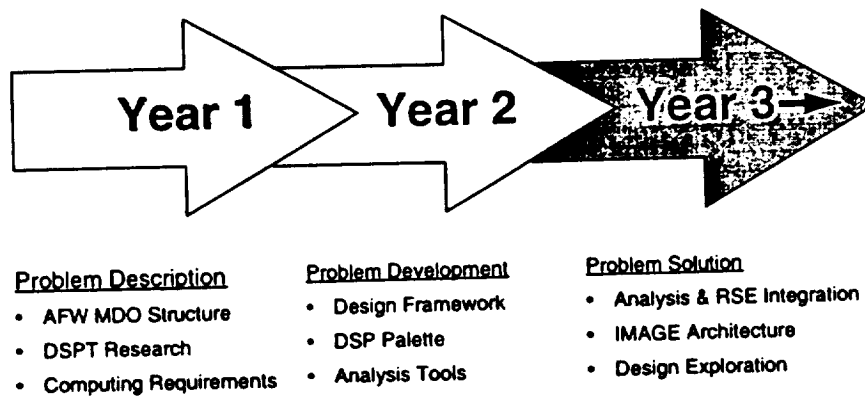 Year 1
Year 2
Year 3
Problem Description
• AFW MDO Structure
• DSPT Research
• Computing Requirements
Problem Development
• Design Framework
• DSP Palette
• Analysis Tools
Problem Solution
• Analysis & RSE Integration
• IMAGE Architecture
• Design Exploration